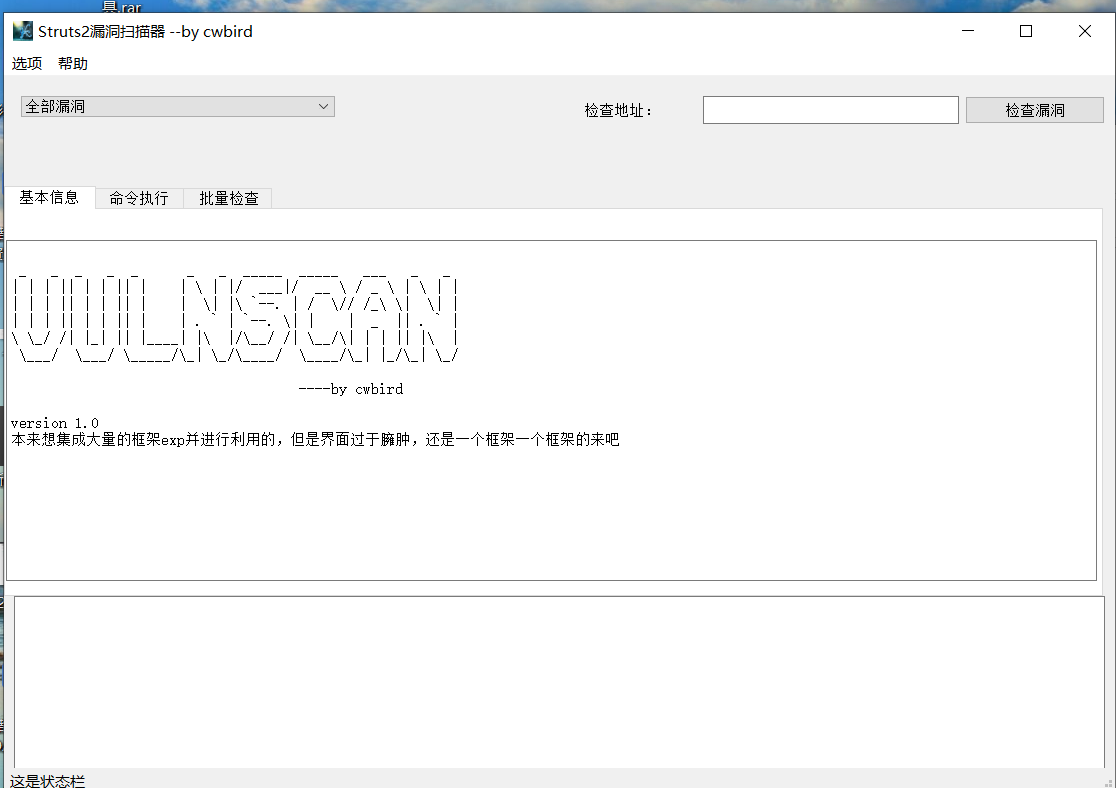 具.rar
Struts2漏洞扫描器 --by cwbird
选项 帮助
全部漏洞 检查地址： 检查漏洞
基本信息 命令执行 批量检查
VULNSCAN
----by cwbird
version 1.0
本来想集成大量的框架exp并进行利用的，但是界面过于臃肿，还是一个框架一个框架的来吧
这是状态栏